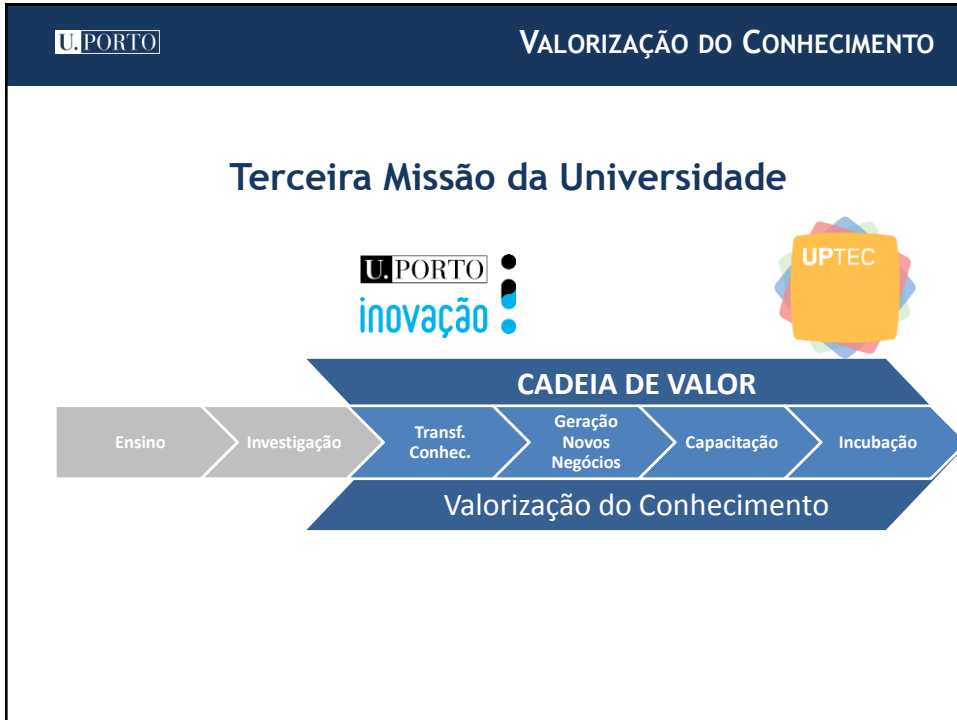 U. PORTO
VALORIZAÇÃO DO CONHECIMENTO
Terceira Missão da Universidade
U. PORTO
inovação
UPTEC
CADEIA DE VALOR
Ensino
Investigação
Transf.
Conhec.
Geração
Novos
Negócios
Capacitação
Incubação
Valorização do Conhecimento